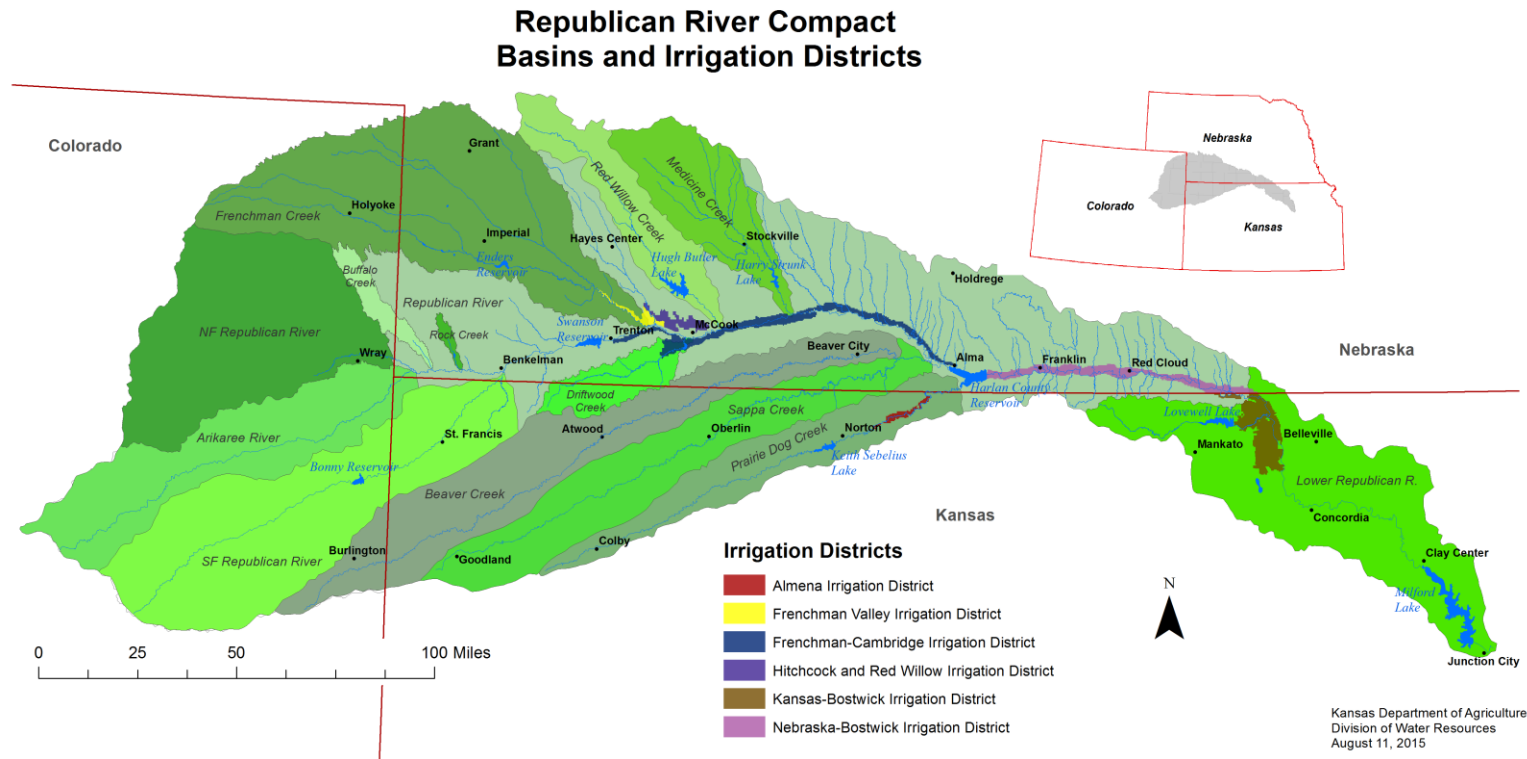 Republican River Compact
Basins and Irrigation Districts
Colorado
Grant
Nebraska
Colorado
Kansas
Red Willow Creek
Medicine Creek
Holyoke
Frenchman Creek
Imperial
Hayes Center
Stockville
Enders
Reservoir
Hugh Butler
Lake
Harry Strunk
Lake
Holdrege
Buffalo
Creek
Republican River
NF Republican River
Rock Creek
Swanson
Reservoir
Trenton
McCook
Wray
Benkelman
Beaver City
Alma
Franklin
Red Cloud
Nebraska
Harlan County
Reservoir
Driftwood
Creek
Sappa Creek
Arikaree River
St. Francis
Atwood
Oberlin
Prairie Dog Creek
Norton
Keith Sebelius
Lake
Lovewell Lake
Mankato
Belleville
Bonny Reservoir
Beaver Creek
Lower Republican R.
Kansas
Concordia
SF Republican River
Burlington
Goodland
Colby
Clay Center
Milford
Lake
Junction City
Irrigation Districts
Almena Irrigation District
Frenchman Valley Irrigation District
Frenchman-Cambridge Irrigation District
Hitchcock and Red Willow Irrigation District
Kansas-Bostwick Irrigation District
Nebraska-Bostwick Irrigation District
N
0 25 50 100 Miles
Kansas Department of Agriculture
Division of Water Resources
August 11, 2015